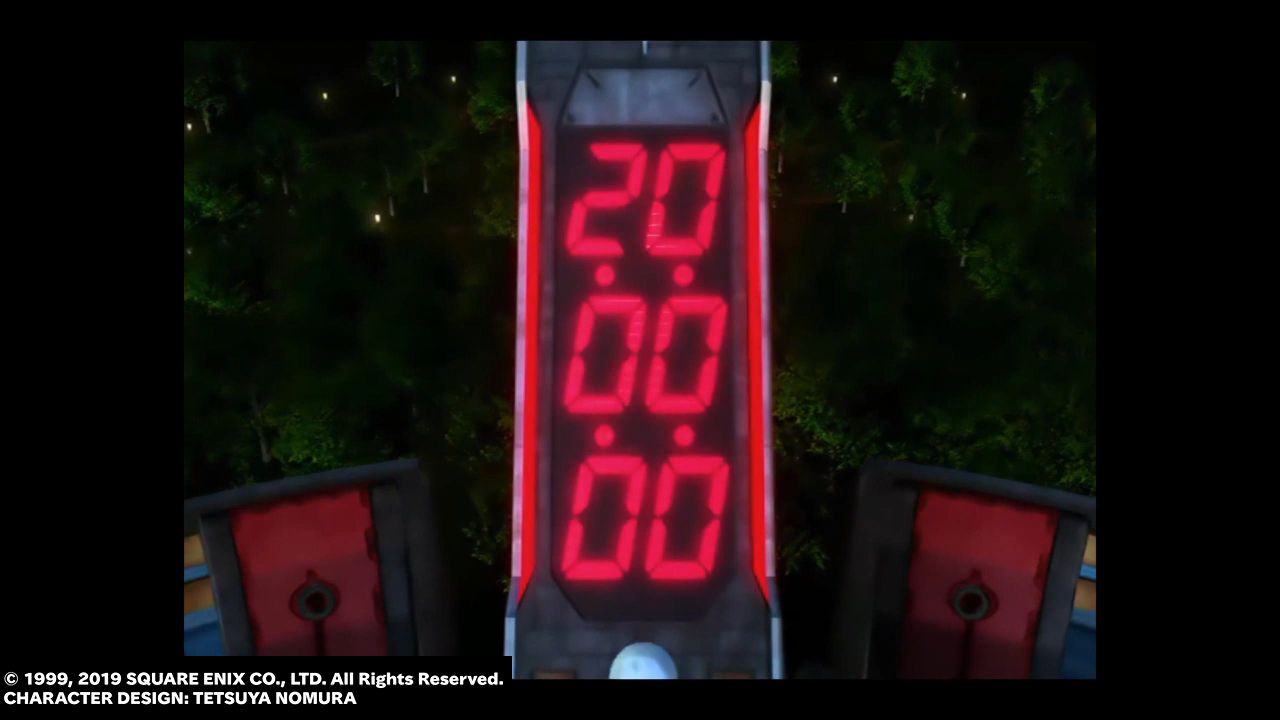 20
:
00
:
00
© 1999, 2019 SQUARE ENIX CO., LTD. All Rights Reserved.
CHARACTER DESIGN: TETSUYA NOMURA